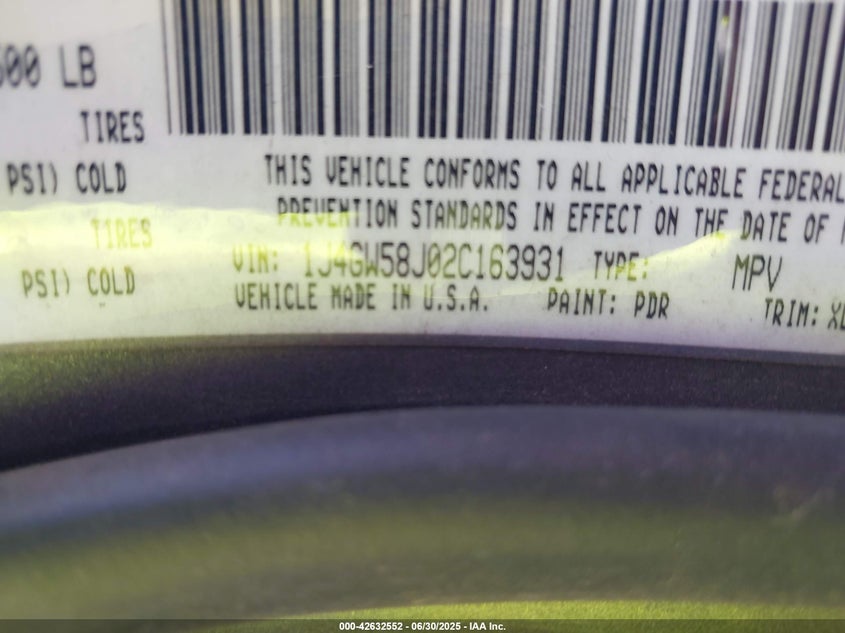 600 LB
TIRES
PSI) COLD
TIRES
PSI) COLD
THIS VEHICLE CONFORMS TO ALL APPLICABLE FEDERAL
PREVENTION STANDARDS IN EFFECT ON THE DATE OF
VIN: 1J4GW58J02C163931 TYPE: MPV
VEHICLE MADE IN U.S.A. PAINT: PDR TRIM:
000-42632552 - 06/30/2025 - IAA Inc.